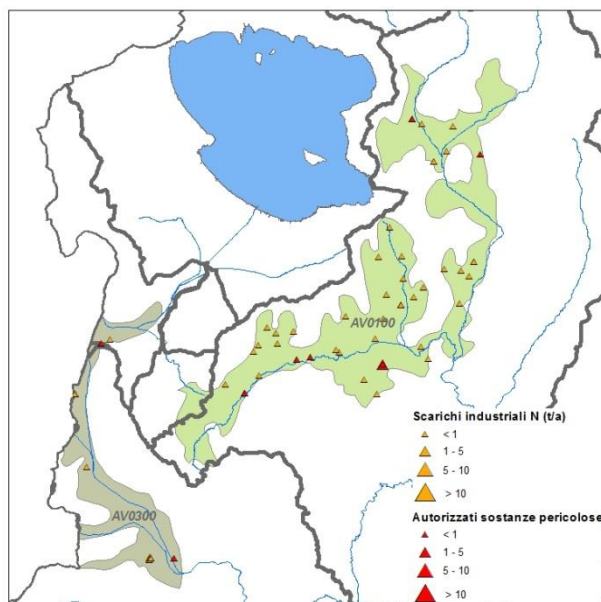 AV0100
Scarichi industriali N (t/a)
< 1
1 - 5
5 - 10
> 10
AV0300
Autorizzati sostanze pericolose
< 1
1 - 5
5 - 10
> 10